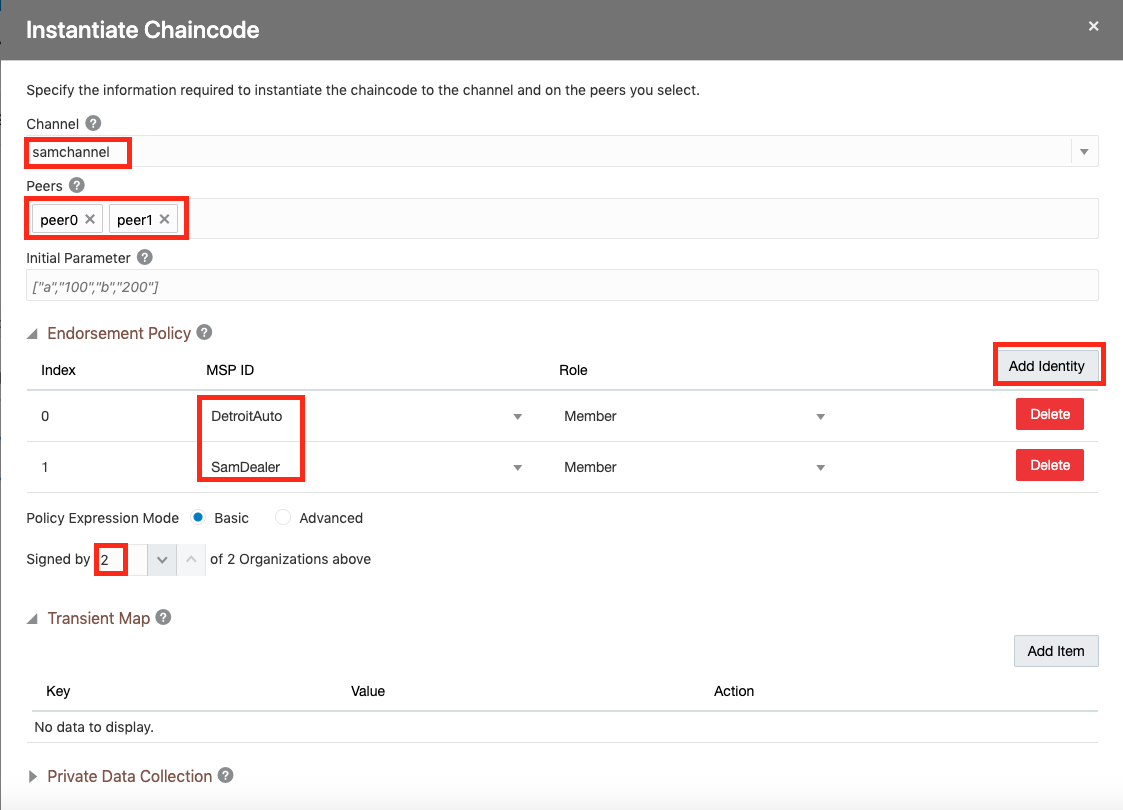 Instantiate Chaincode ×
Specify the information required to instantiate the chaincode to the channel and on the peers you select.
Channel ?
samchannel
Peers ?
peer0 × peer1 ×
Initial Parameter ?
["a","100","b","200"]
Endorsement Policy ?
Index MSP ID Role Add Identity
0 DetroitAuto Member Delete
1 SamDealer Member Delete
Policy Expression Mode Basic Advanced
Signed by 2 of 2 Organizations above
Transient Map ?
Add Item
Key Value Action
No data to display.
Private Data Collection ?